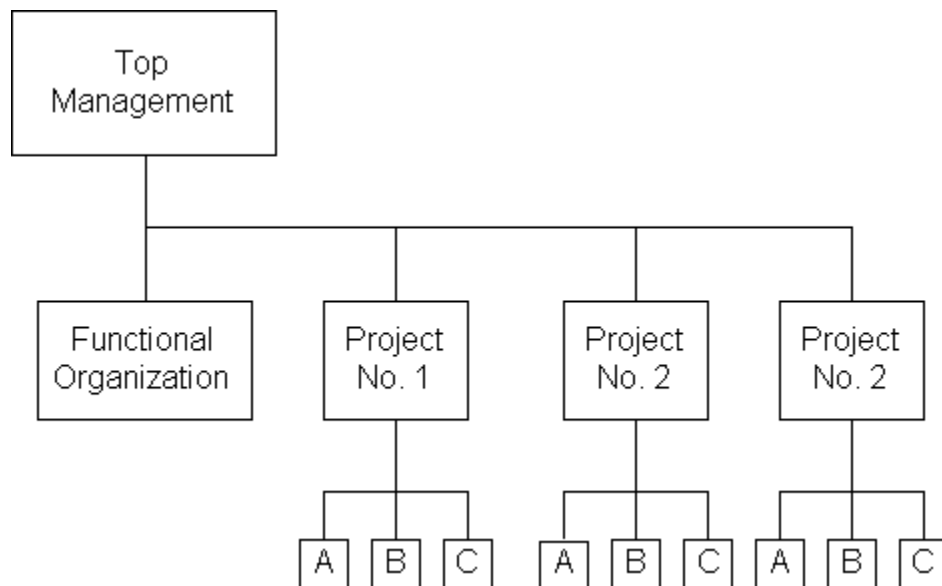 Top
Management
Functional
Organization
Project
No. 1
Project
No. 2
Project
No. 2
A
B
C
A
B
C
A
B
C